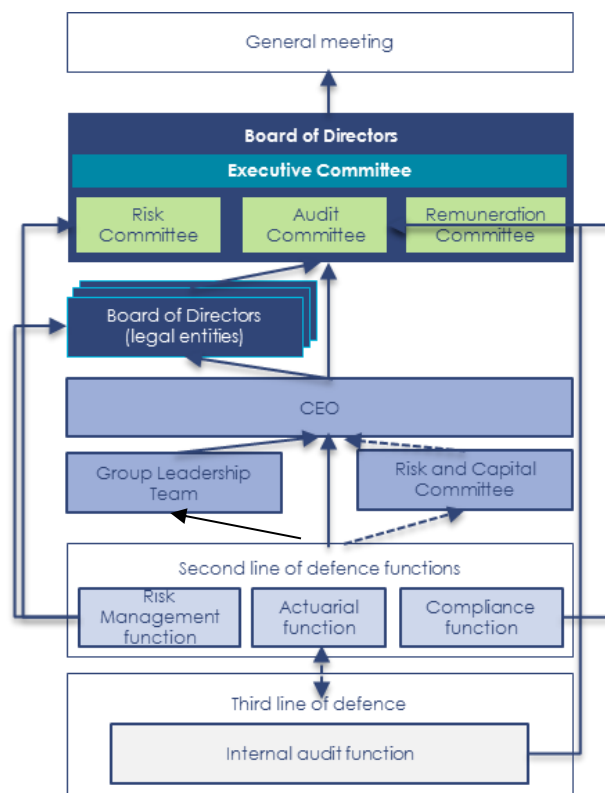 General meeting
Board of Directors
Executive Committee
Risk
Committee
Audit
Committee
Remuneration
Committee
Board of Directors
(legal entities)
CEO
Group Leadership
Team
Risk and Capital
Committee
Second line of defence functions
Risk
Management
function
Actuarial
function
Compliance
function
Third line of defence
Internal audit function